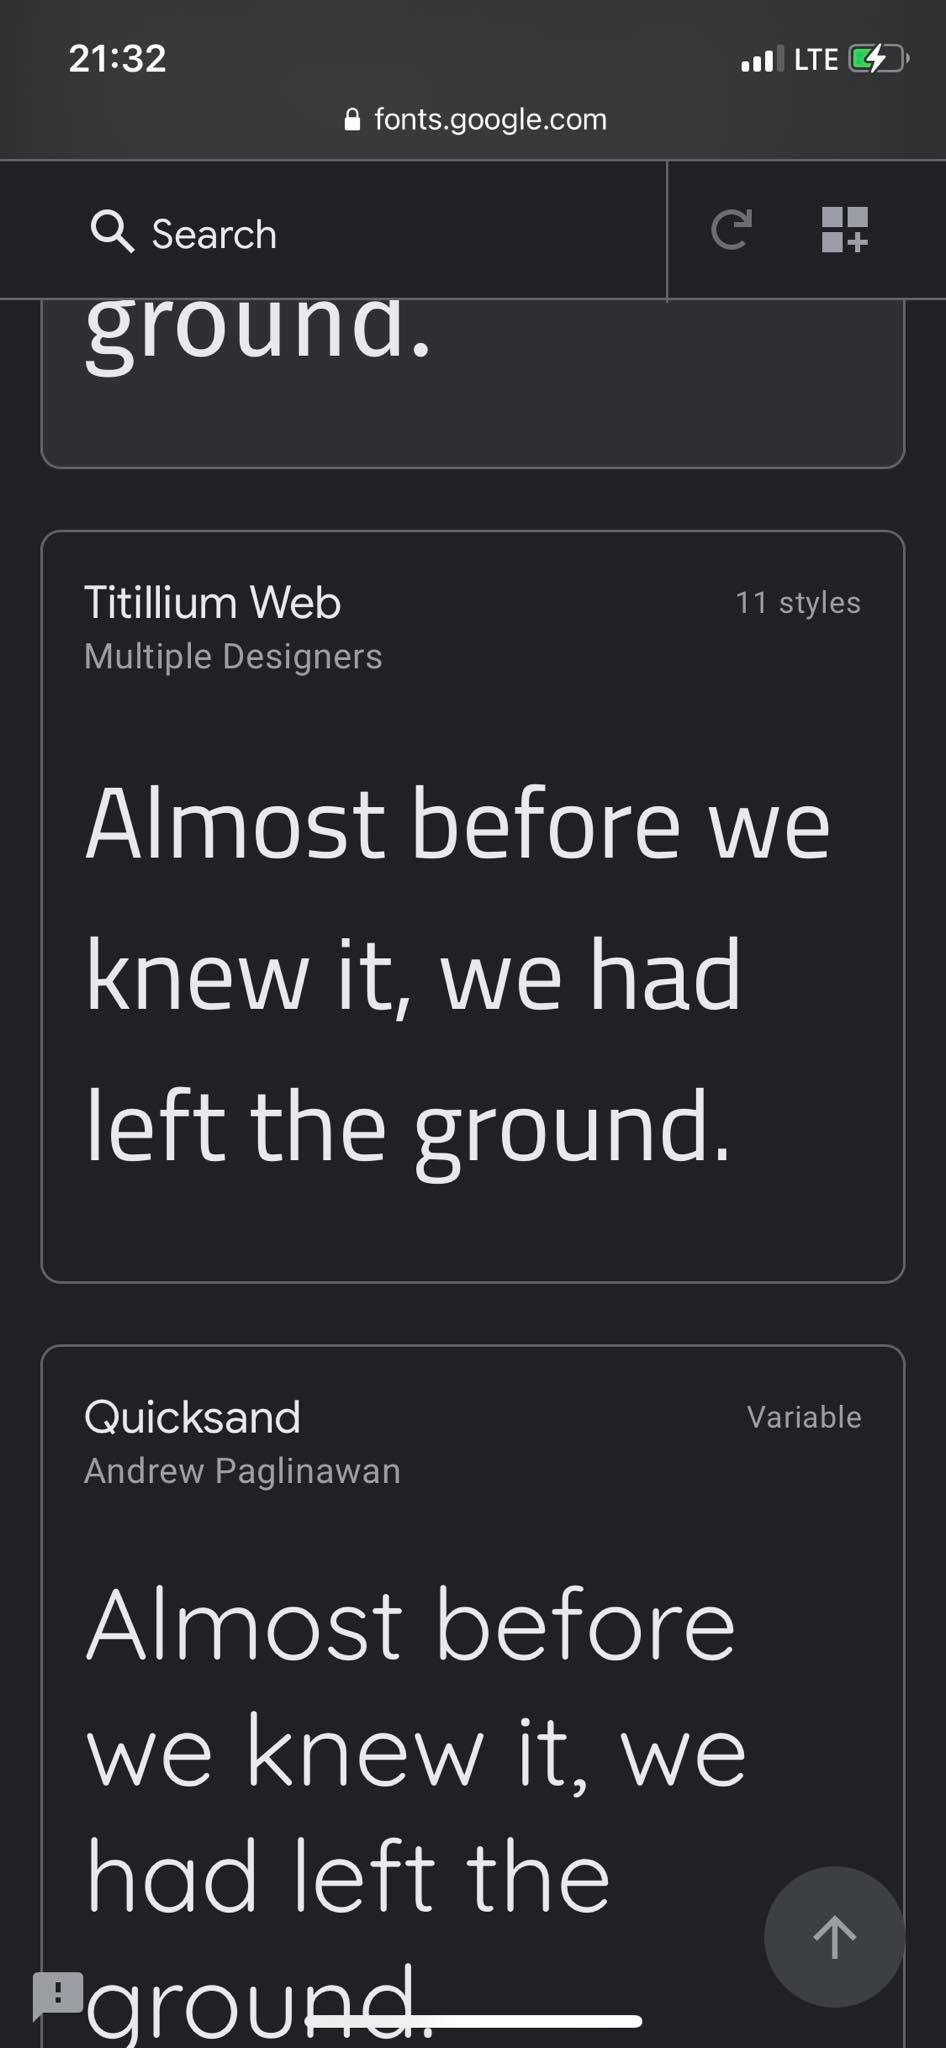 21:32
LTE
fonts.google.com
Search
ground.
Titillium Web
11 styles
Multiple Designers
Almost before we
knew it, we had
left the ground.
Quicksand
Variable
Andrew Paglinawan
Almost before
we knew it, we
had left the
ground.